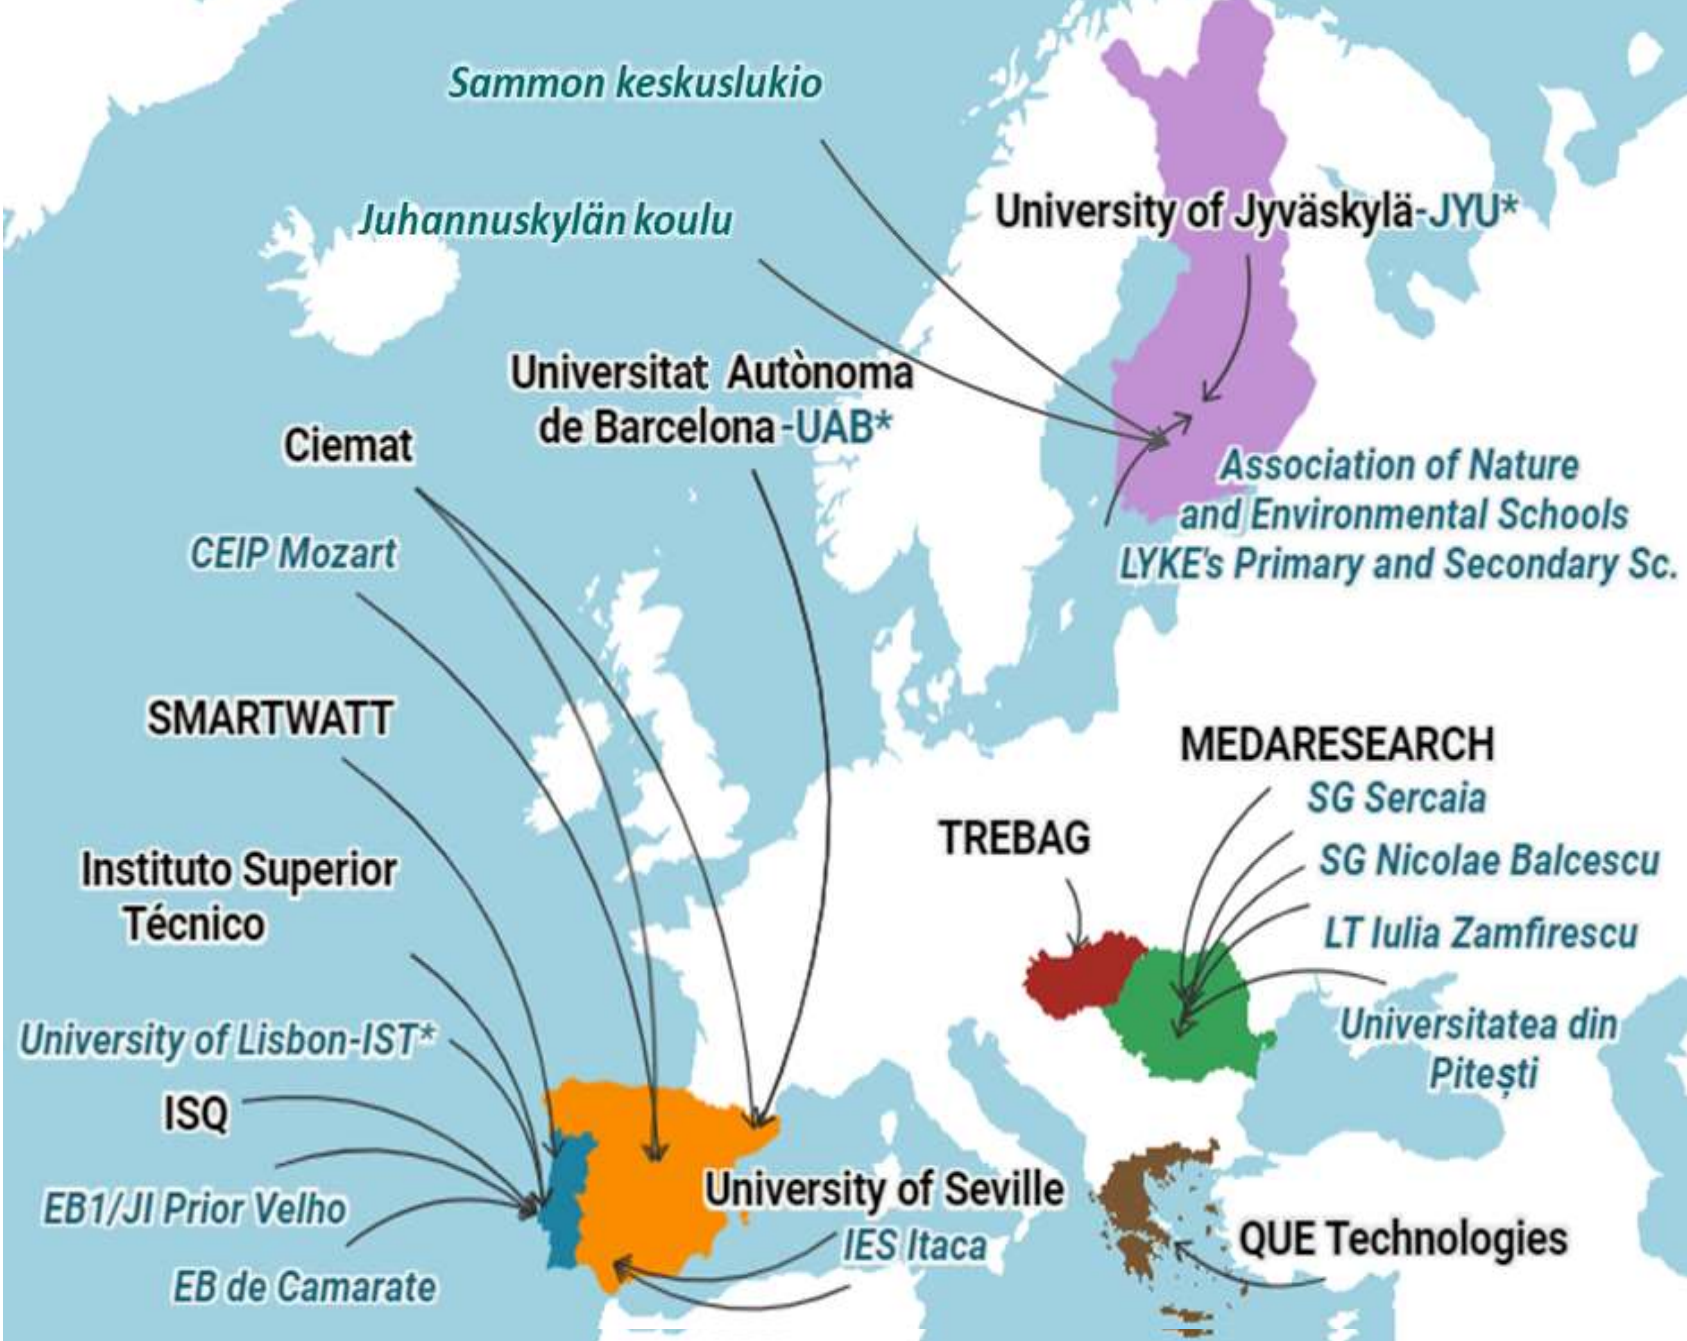 Sammon keskuslukio
Juhannuskylän koulu
University of Jyväskylä-JYU*
Universitat Autònoma
de Barcelona-UAB*
Ciemat
Association of Nature
and Environmental Schools
LYKE's Primary and Secondary Sc.
CEIP Mozart
SMARTWATT
MEDARESEARCH
SG Sercaia
TREBAG
SG Nicolae Balcescu
Instituto Superior
Técnico
LT Iulia Zamfirescu
University of Lisbon-IST*
Universitatea din
Pitești
ISQ
University of Seville
EB1/JI Prior Velho
IES Itaca
QUE Technologies
EB de Camarate